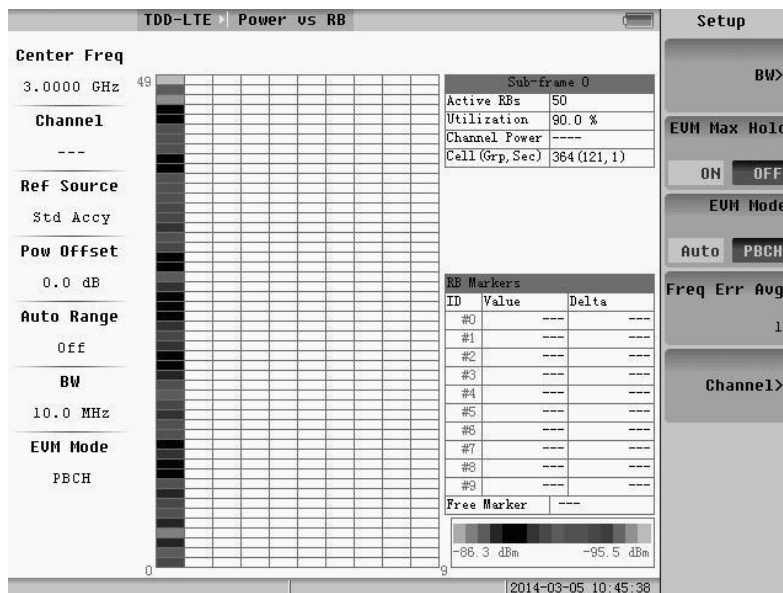 TDD-LTE Power vs RB
Center Freq
3.0000 GHz
Channel
---
Ref Source
Std Accy
Pow Offset
0.0 dB
Auto Range
Off
BW
10.0 MHz
EVM Mode
PBCH
49
0
9
Sub-frame 0
Active RBs 50
Utilization 90.0 %
Channel Power ----
Cell(Grp,Sec) 364(121,1)
RB Markers
ID Value Delta
#0 --- ---
#1 --- ---
#2 --- ---
#3 --- ---
#4 --- ---
#5 --- ---
#6 --- ---
#7 --- ---
#8 --- ---
#9 --- ---
Free Marker ---
-86.3 dBm -95.5 dBm
2014-03-05 10:45:38
Setup
BW>
EVM Max Hold
ON OFF
EVM Mode
Auto PBCH
Freq Err Avg
1
Channel>